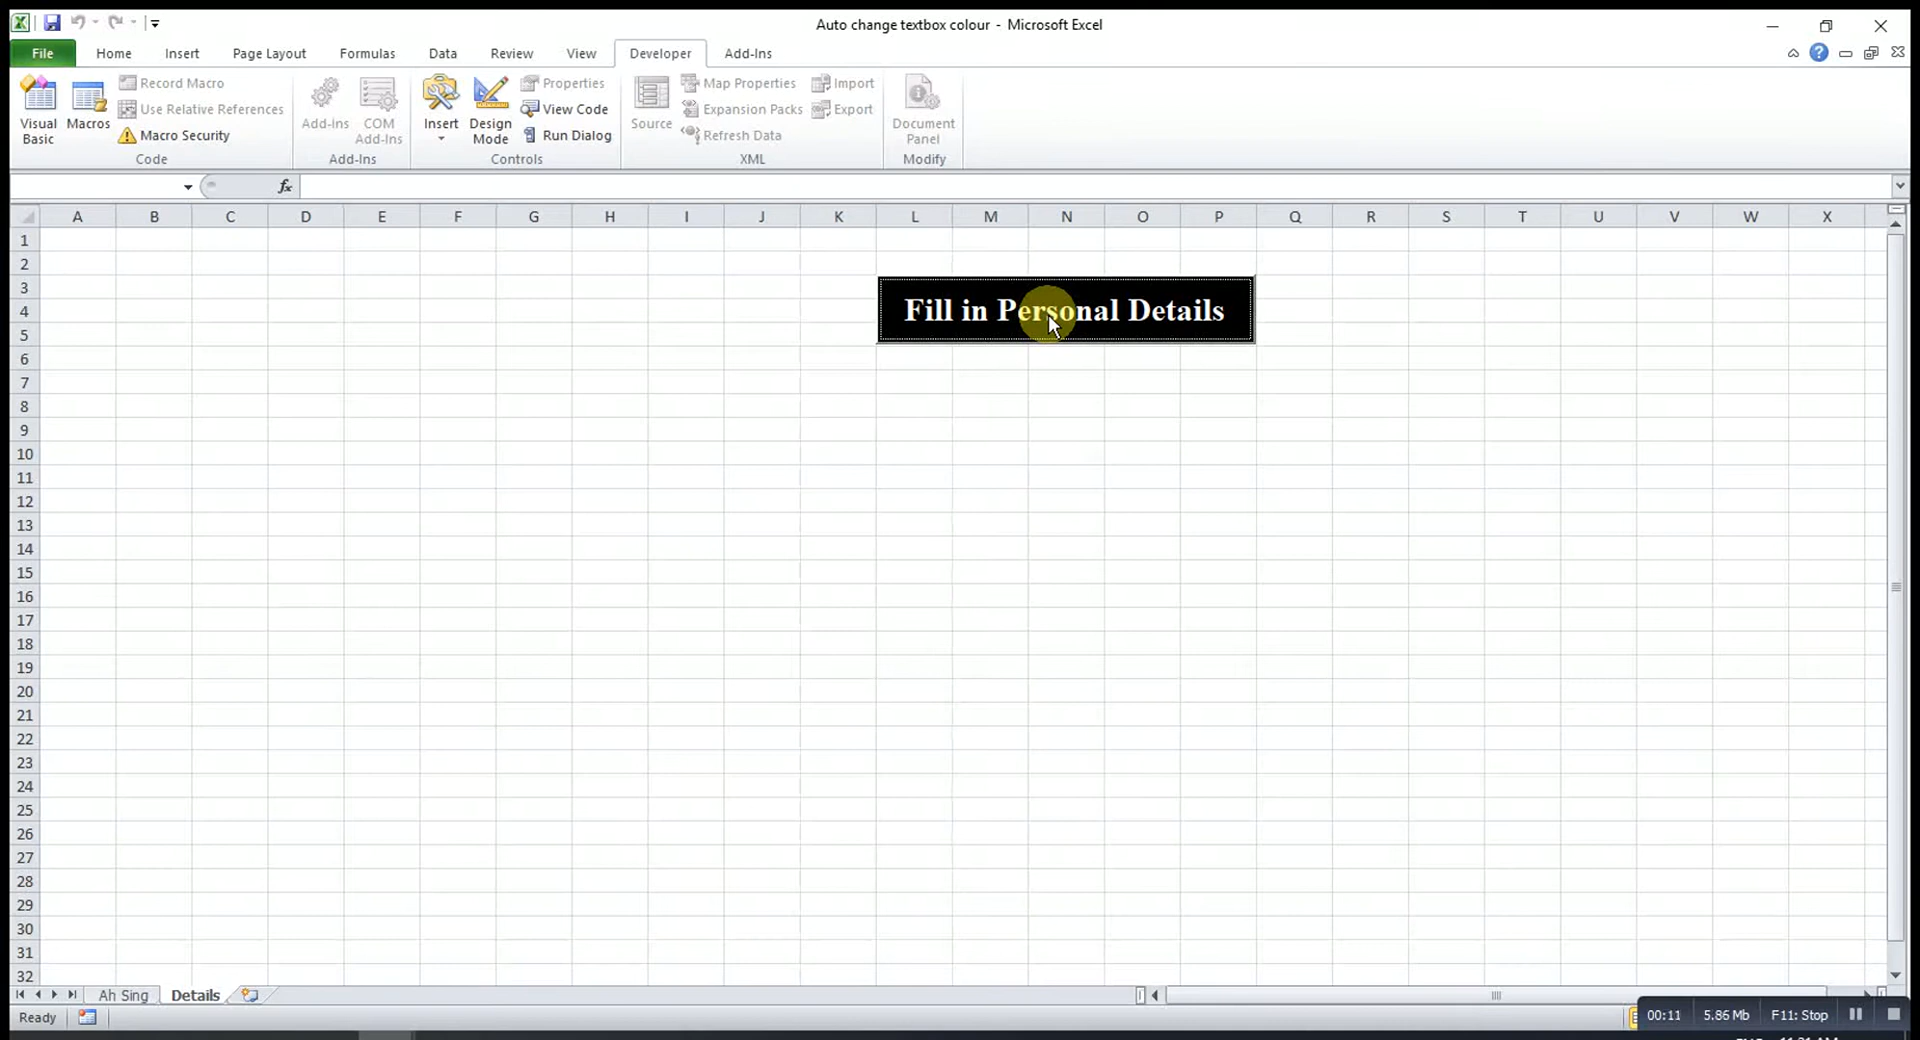 Auto change textbox colour - Microsoft Excel
File Home Insert Page Layout Formulas Data Review View Developer Add-Ins
Visual Basic
Macros
Record Macro
Use Relative References
Macro Security
Code
Add-Ins
COM Add-Ins
Add-Ins
Insert
Design Mode
Properties
View Code
Run Dialog
Controls
Source
Map Properties
Expansion Packs
Refresh Data
Import
Export
XML
Document Panel
Modify
fx
A B C D E F G H I J K L M N O P Q R S T U V W X
1
2
3
Fill in Personal Details
4
5
6
7
8
9
10
11
12
13
14
15
16
17
18
19
20
21
22
23
24
25
26
27
28
29
30
31
32
Ah Sing Details
Ready
00:11 5.86 Mb F11: Stop